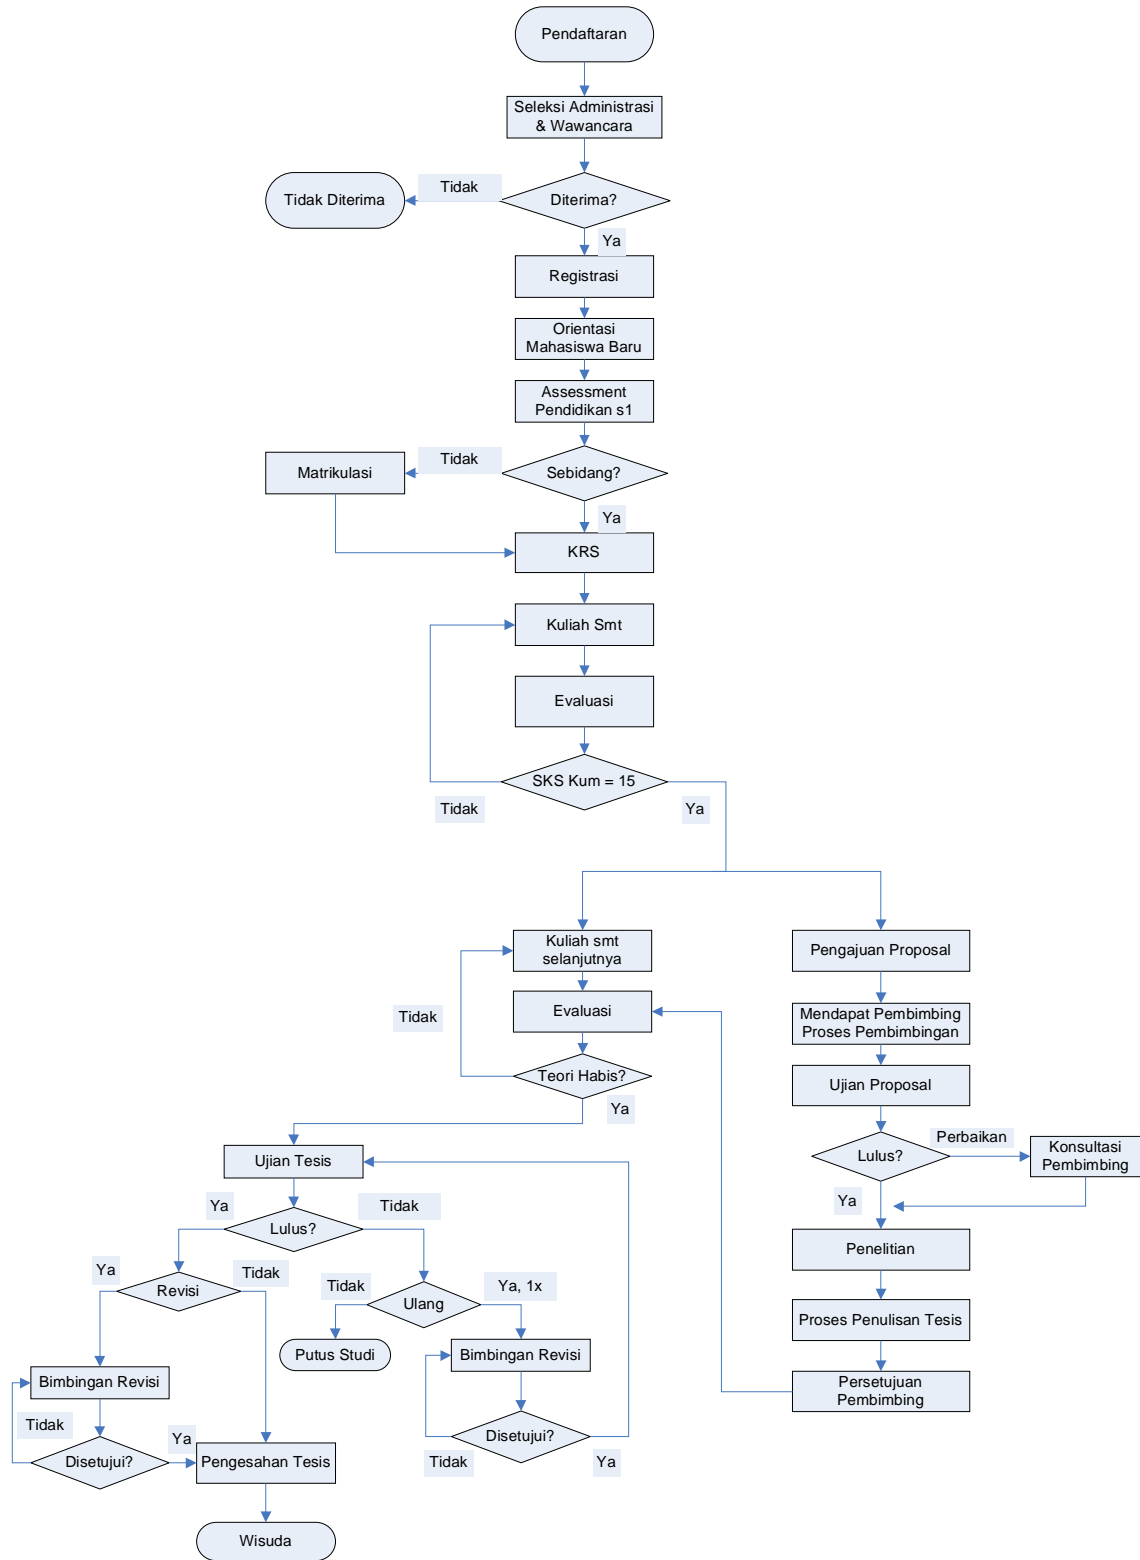 Pendaftaran
Seleksi Administrasi
& Wawancara
Tidak Diterima
Tidak
Diterima?
Ya
Registrasi
Orientasi
Mahasiswa Baru
Assessment
Pendidikan s1
Matrikulasi
Tidak
Sebidang?
Ya
KRS
Kuliah Smt
Evaluasi
SKS Kum = 15
Tidak
Ya
Kuliah smt
selanjutnya
Tidak
Evaluasi
Teori Habis?
Ya
Pengajuan Proposal
Mendapat Pembimbing
Proses Pembimbingan
Ujian Proposal
Lulus?
Perbaikan
Konsultasi
Pembimbing
Ya
Penelitian
Proses Penulisan Tesis
Persetujuan
Pembimbing
Ujian Tesis
Ya
Tidak
Lulus?
Ya
Tidak
Revisi
Tidak
Ya, 1x
Ulang
Putus Studi
Bimbingan Revisi
Disetujui?
Tidak
Ya
Bimbingan Revisi
Tidak
Ya
Disetujui?
Pengesahan Tesis
Wisuda